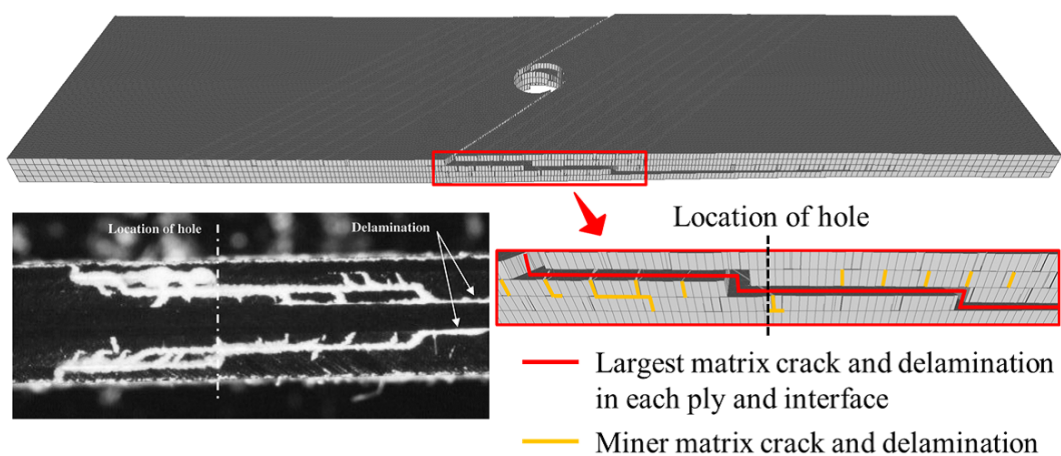 Location of hole
Delamination
Location of hole
Largest matrix crack and delamination
in each ply and interface
Miner matrix crack and delamination